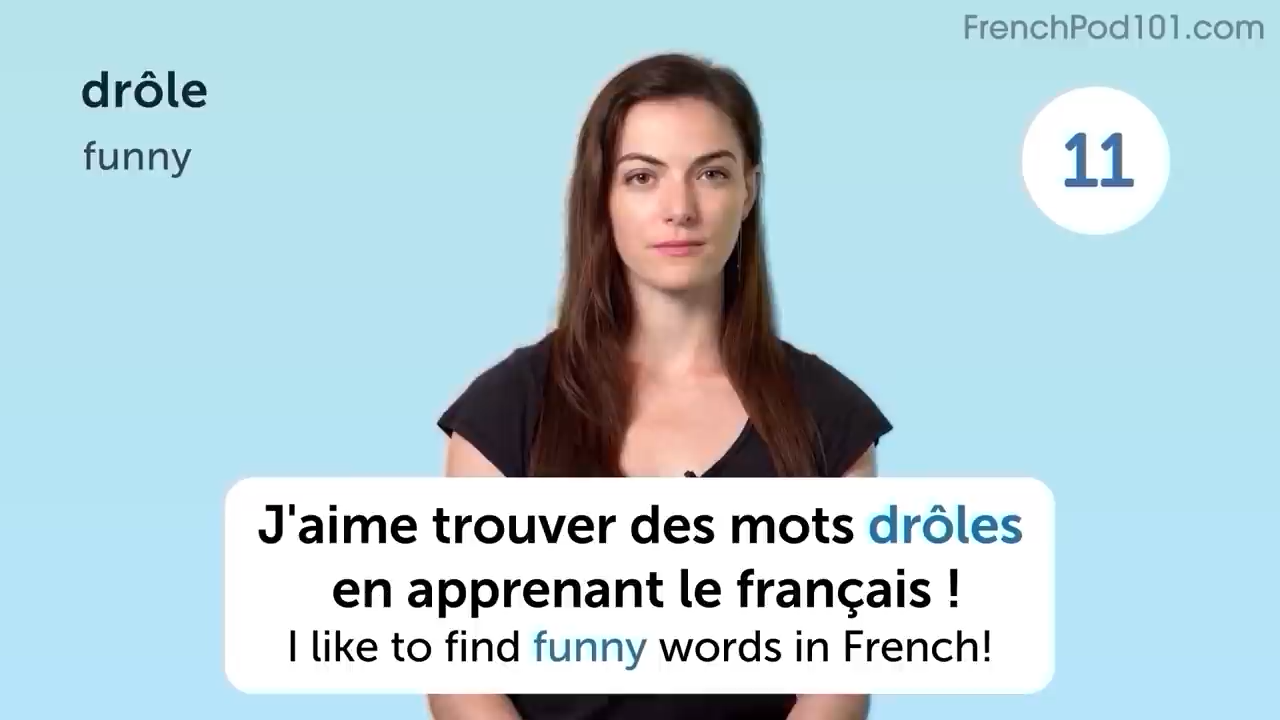 FrenchPod101.com
drôle
funny
11
J'aime trouver des mots drôles
en apprenant le français !
I like to find funny words in French!